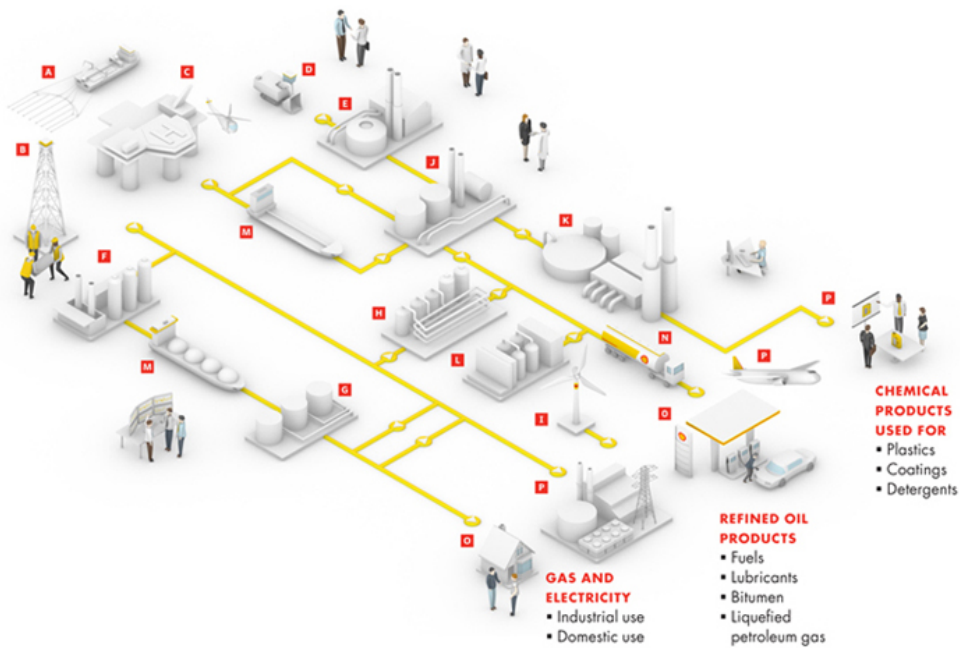 A
C
D
E
B
J
M
K
F
P
H
N
L
P
M
G
I
O
CHEMICAL
PRODUCTS
USED FOR
▪ Plastics
▪ Coatings
▪ Detergents
P
O
REFINED OIL
PRODUCTS
▪ Fuels
▪ Lubricants
▪ Bitumen
▪ Liquefied
petroleum gas
GAS AND
ELECTRICITY
▪ Industrial use
▪ Domestic use